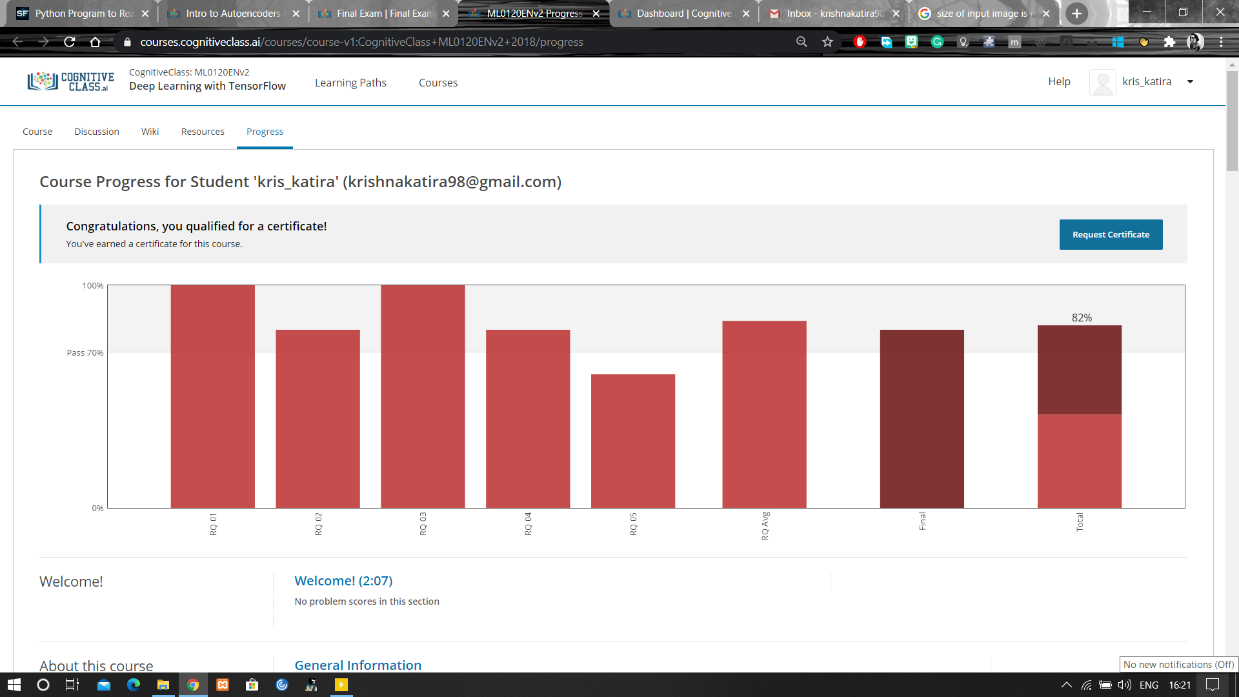 Python Program to Rea
Intro to Autoencoders
Final Exam | Final Exam
ML0120ENv2 Progress
Dashboard | Cognitive
Inbox - krishnakatira98
size of input image is
courses.cognitiveclass.ai/courses/course-v1:CognitiveClass+ML0120ENv2+2018/progress
COGNITIVE
CLASS.ai
CognitiveClass: ML0120ENv2
Deep Learning with TensorFlow
Learning Paths
Courses
Help
kris_katira
Course
Discussion
Wiki
Resources
Progress
Course Progress for Student 'kris_katira' (krishnakatira98@gmail.com)
Congratulations, you qualified for a certificate!
You've earned a certificate for this course.
Request Certificate
100%
82%
Pass 70%
0%
RQ 01
RQ 02
RQ 03
RQ 04
RQ 05
RQ Avg
Final
Total
Welcome!
Welcome! (2:07)
No problem scores in this section
About this course
General Information
No new notifications (Off)
ENG
16:21